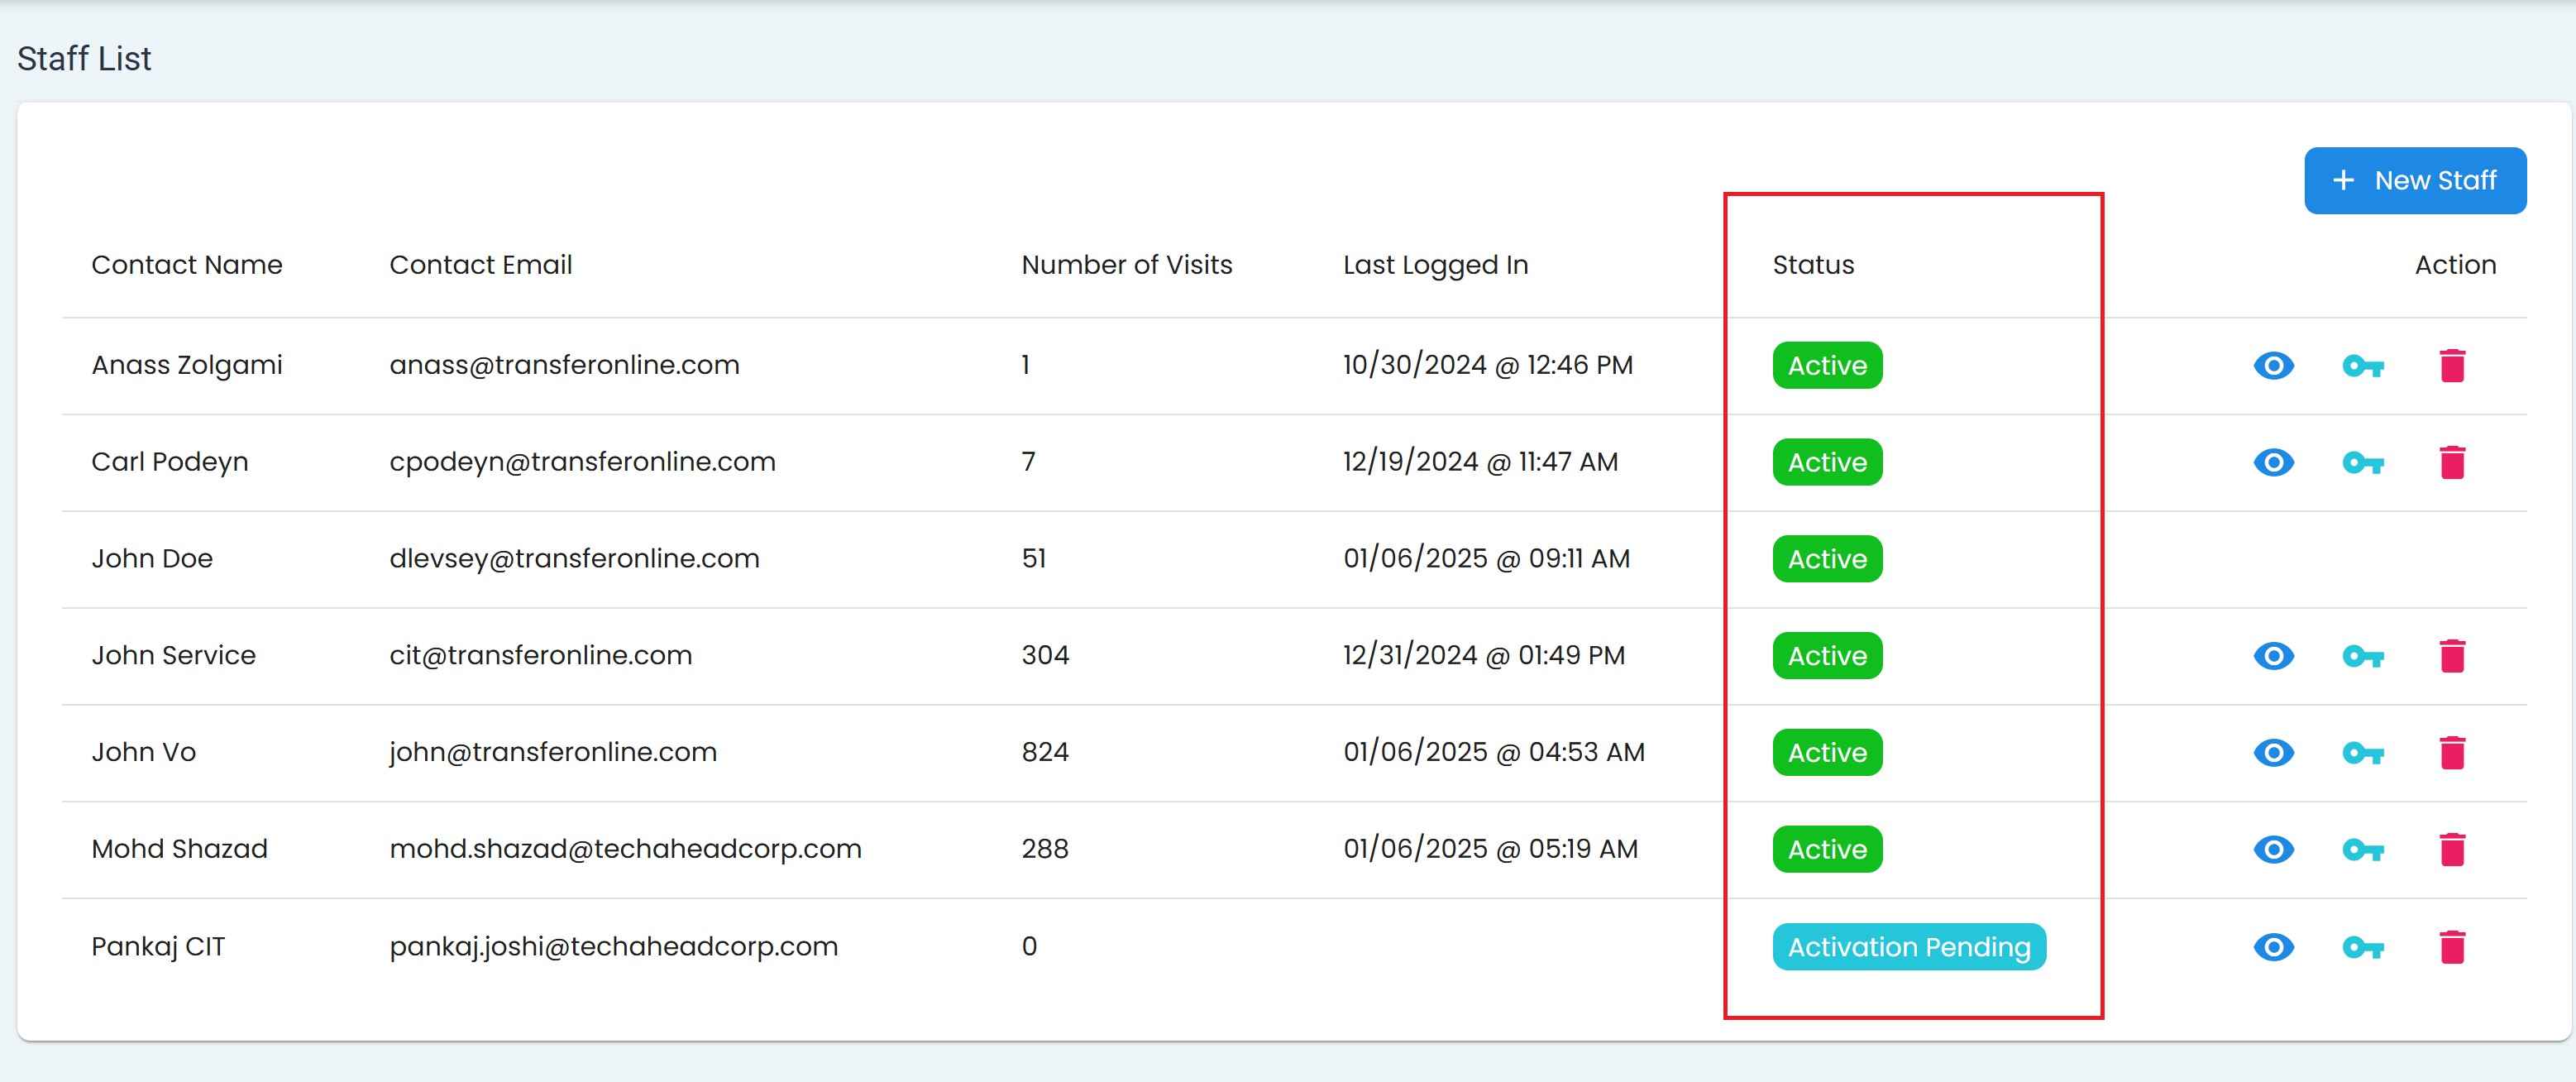 Staff List
+ New Staff
Contact Name Contact Email Number of Visits Last Logged In Status Action
Anass Zolgami anass@transferonline.com 1 10/30/2024 @ 12:46 PM Active
Carl Podeyn cpodeyn@transferonline.com 7 12/19/2024 @ 11:47 AM Active
John Doe dlevsey@transferonline.com 51 01/06/2025 @ 09:11 AM Active
John Service cit@transferonline.com 304 12/31/2024 @ 01:49 PM Active
John Vo john@transferonline.com 824 01/06/2025 @ 04:53 AM Active
Mohd Shazad mohd.shazad@techaheadcorp.com 288 01/06/2025 @ 05:19 AM Active
Pankaj CIT pankaj.joshi@techaheadcorp.com 0 Activation Pending